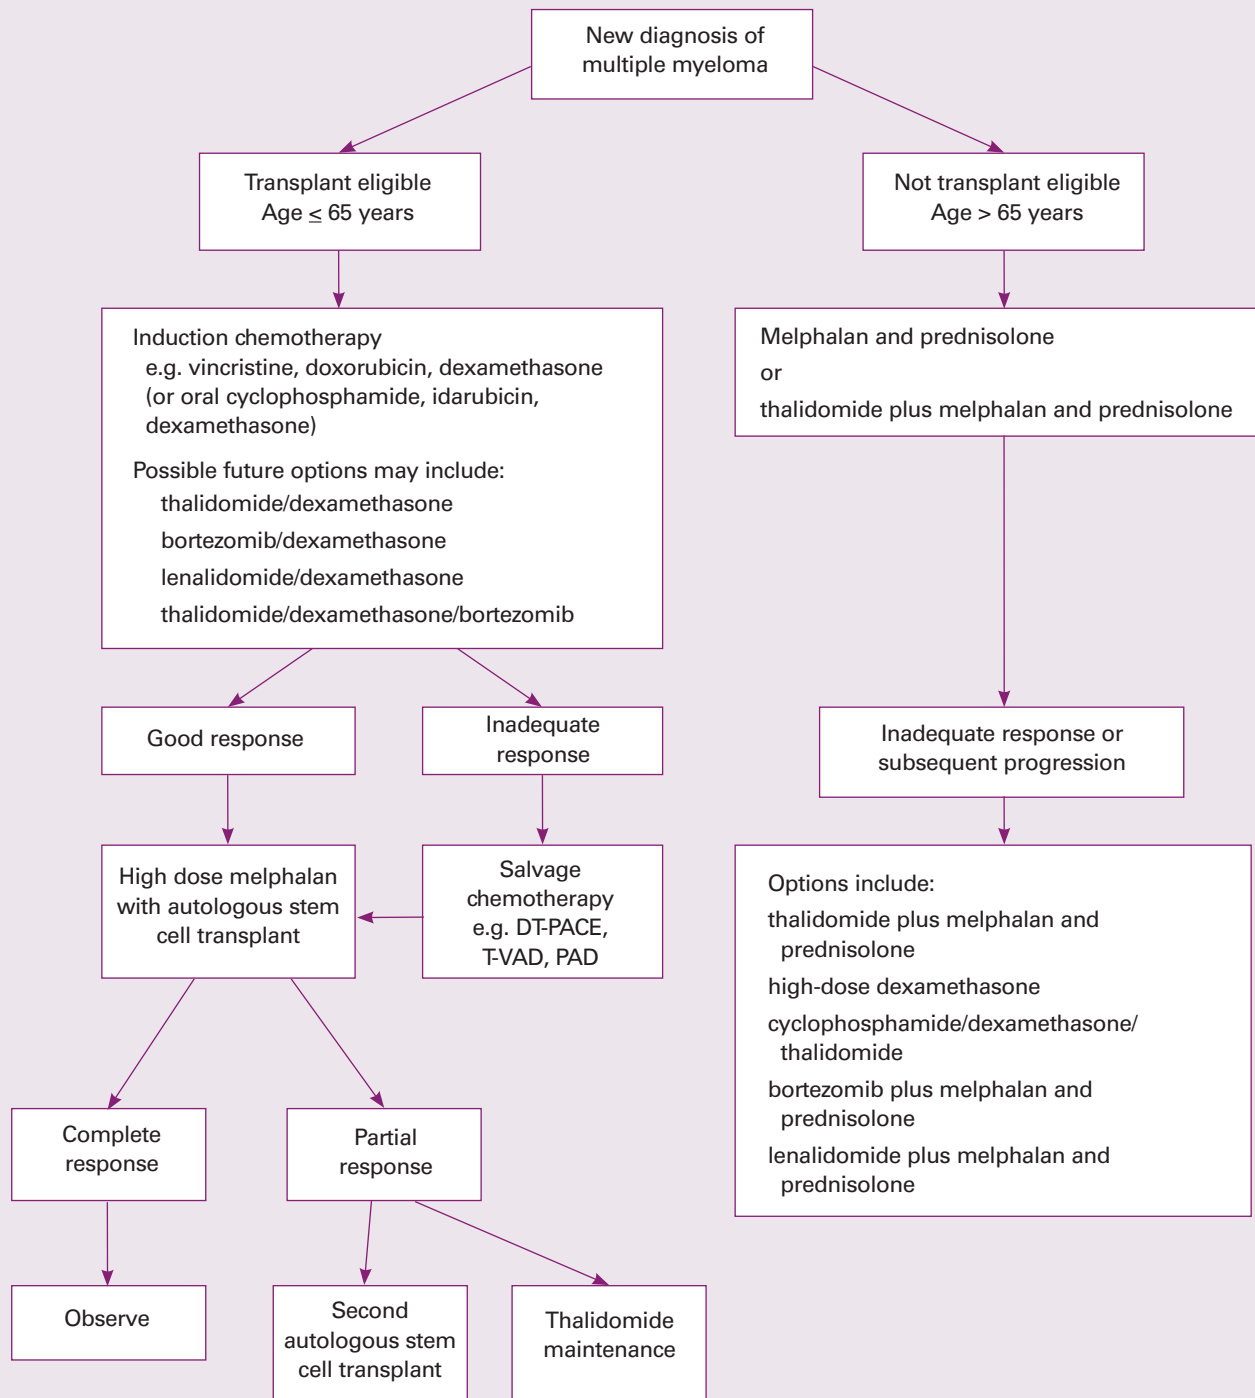 New diagnosis of
multiple myeloma
Transplant eligible
Age ≤ 65 years
Not transplant eligible
Age > 65 years
Induction chemotherapy
e.g. vincristine, doxorubicin, dexamethasone
(or oral cyclophosphamide, idarubicin,
dexamethasone)
Possible future options may include:
thalidomide/dexamethasone
bortezomib/dexamethasone
lenalidomide/dexamethasone
thalidomide/dexamethasone/bortezomib
Melphalan and prednisolone
or
thalidomide plus melphalan and prednisolone
Good response
Inadequate
response
Inadequate response or
subsequent progression
High dose melphalan
with autologous stem
cell transplant
Salvage
chemotherapy
e.g. DT-PACE,
T-VAD, PAD
Options include:
thalidomide plus melphalan and
prednisolone
high-dose dexamethasone
cyclophosphamide/dexamethasone/
thalidomide
bortezomib plus melphalan and
prednisolone
lenalidomide plus melphalan and
prednisolone
Complete
response
Partial
response
Observe
Second
autologous stem
cell transplant
Thalidomide
maintenance